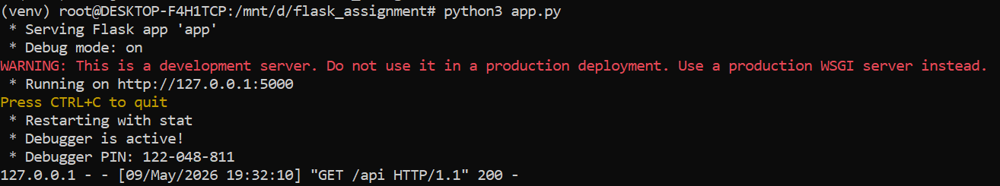 (venv) root@DESKTOP-F4H1TCP:/mnt/d/flask_assignment# python3 app.py
 * Serving Flask app 'app'
 * Debug mode: on
WARNING: This is a development server. Do not use it in a production deployment. Use a production WSGI server instead.
 * Running on http://127.0.0.1:5000
Press CTRL+C to quit
 * Restarting with stat
 * Debugger is active!
 * Debugger PIN: 122-048-811
127.0.0.1 - - [09/May/2026 19:32:10] "GET /api HTTP/1.1" 200 -